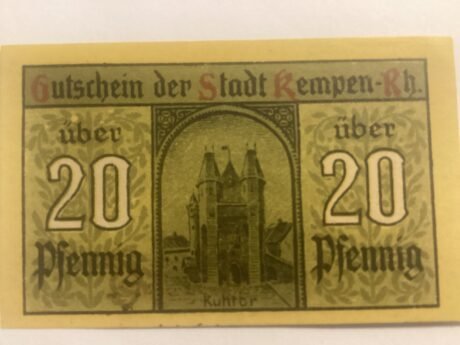 Gutschein der Stadt Kempen-Rh.
über
20
Pfennig
über
20
Pfennig
Kuhtor